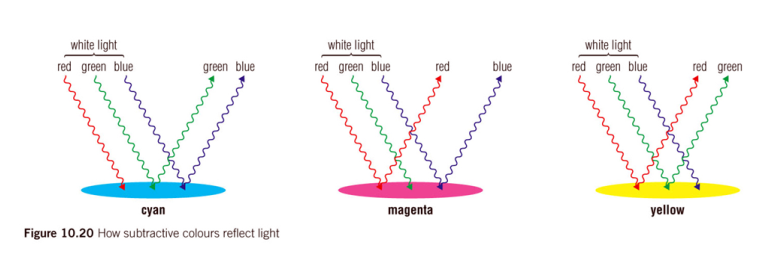 white light
red green blue green blue
cyan
white light
red green blue red blue
magenta
white light
red green blue red green
yellow
Figure 10.20 How subtractive colours reflect light